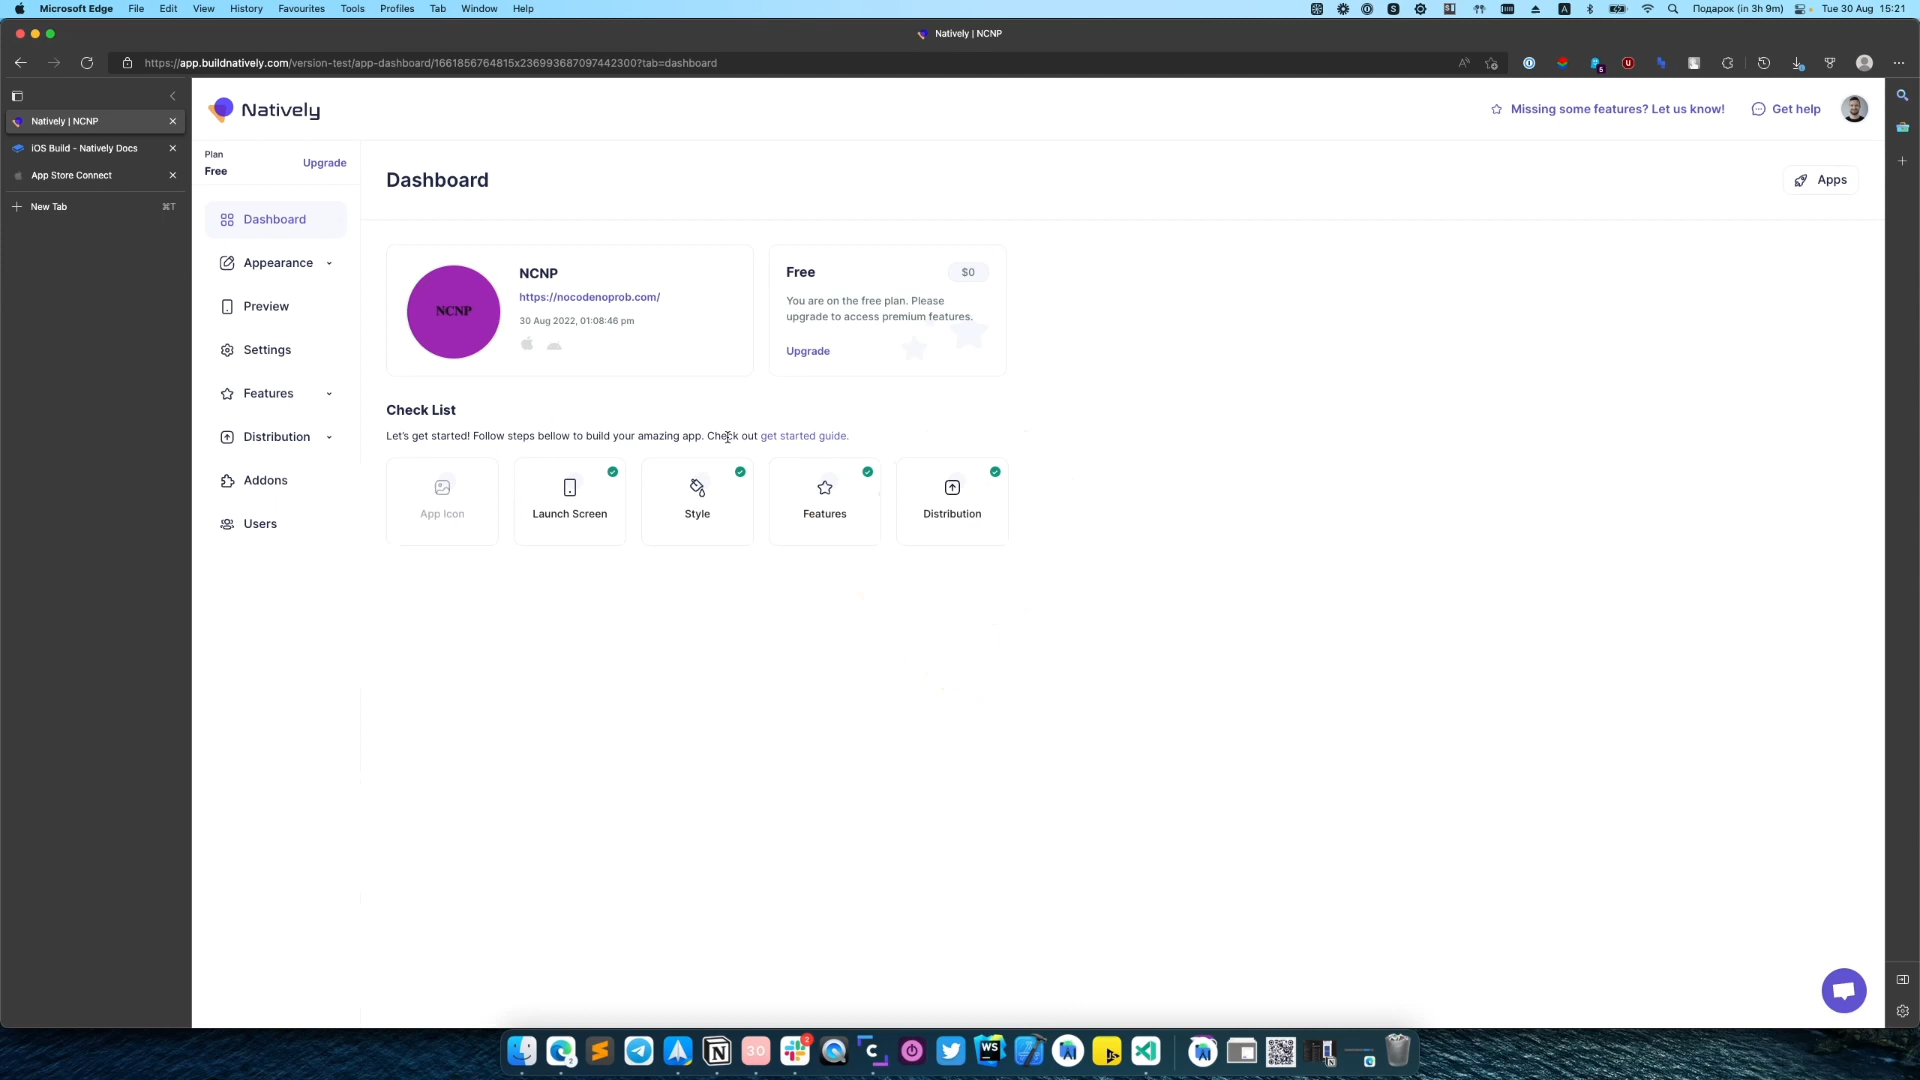 Microsoft Edge File Edit View History Favourites Tools Profiles Tab Window Help
Подарок (in 3h 9m) Tue 30 Aug 15:21
Natively | NCNP
https://app.buildnatively.com/version-test/app-dashboard/1661856764815x236993687097442300?tab=dashboard
Natively | NCNP
iOS Build - Natively Docs
App Store Connect
New Tab ⌘T
Natively
Missing some features? Let us know!
Get help
Plan
Free
Upgrade
Dashboard
Appearance
Preview
Settings
Features
Distribution
Addons
Users
Dashboard
Apps
NCNP
NCNP
https://nocodenoprob.com/
30 Aug 2022, 01:08:46 pm
Free
$0
You are on the free plan. Please
upgrade to access premium features.
Upgrade
Check List
Let's get started! Follow steps bellow to build your amazing app. Check out get started guide.
App Icon
Launch Screen
Style
Features
Distribution
30
2
WS